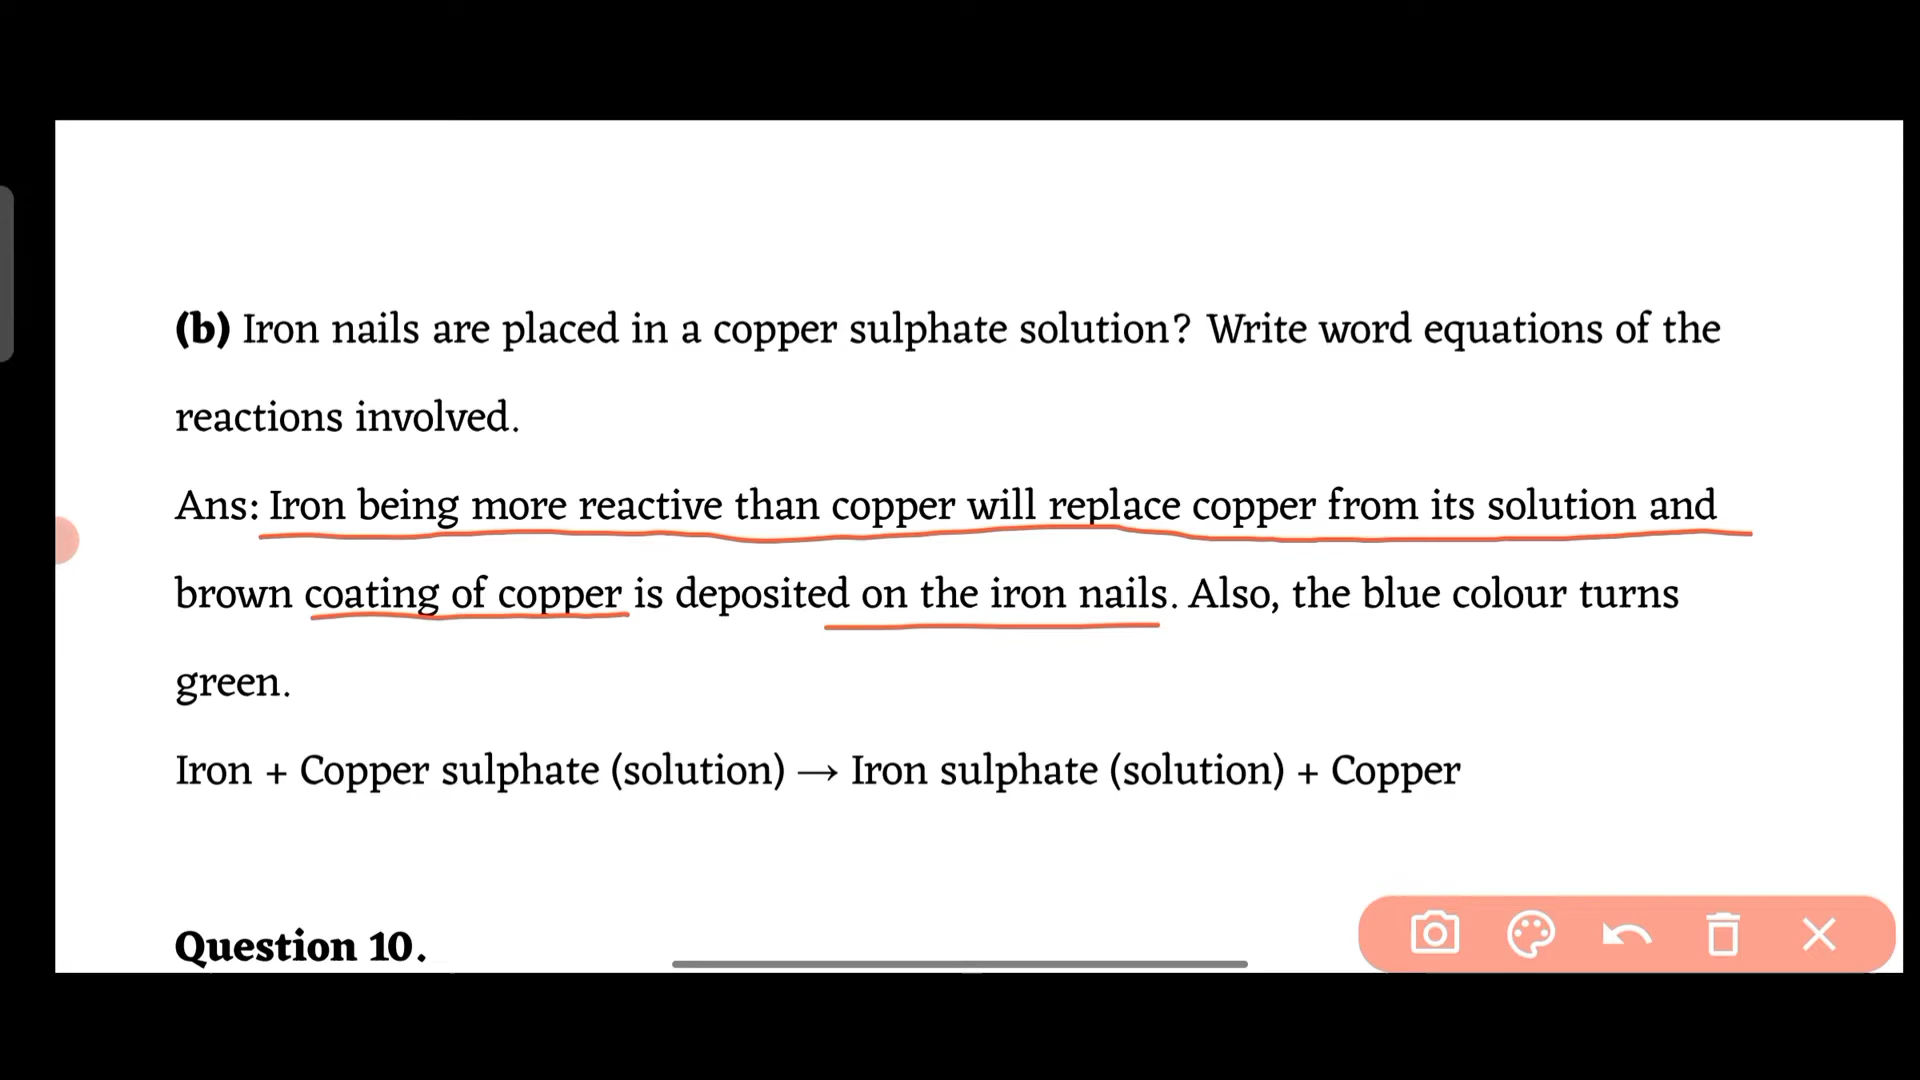 (b) Iron nails are placed in a copper sulphate solution? Write word equations of the
reactions involved.
Ans: Iron being more reactive than copper will replace copper from its solution and
brown coating of copper is deposited on the iron nails. Also, the blue colour turns
green.
Iron + Copper sulphate (solution) → Iron sulphate (solution) + Copper
Question 10.